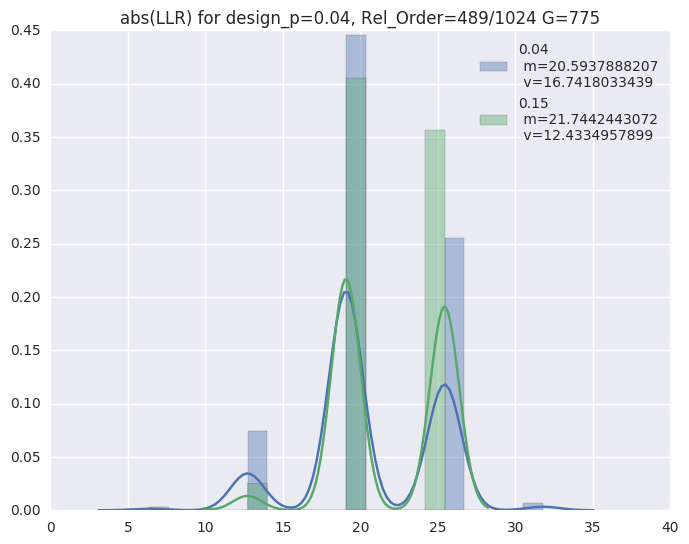 abs(LLR) for design_p=0.04, Rel_Order=489/1024 G=775
0.45
0.40
0.35
0.30
0.25
0.20
0.15
0.10
0.05
0.00
0.04
m=20.5937888207
v=16.7418033439
0.15
m=21.7442443072
v=12.4334957899
0 5 10 15 20 25 30 35 40